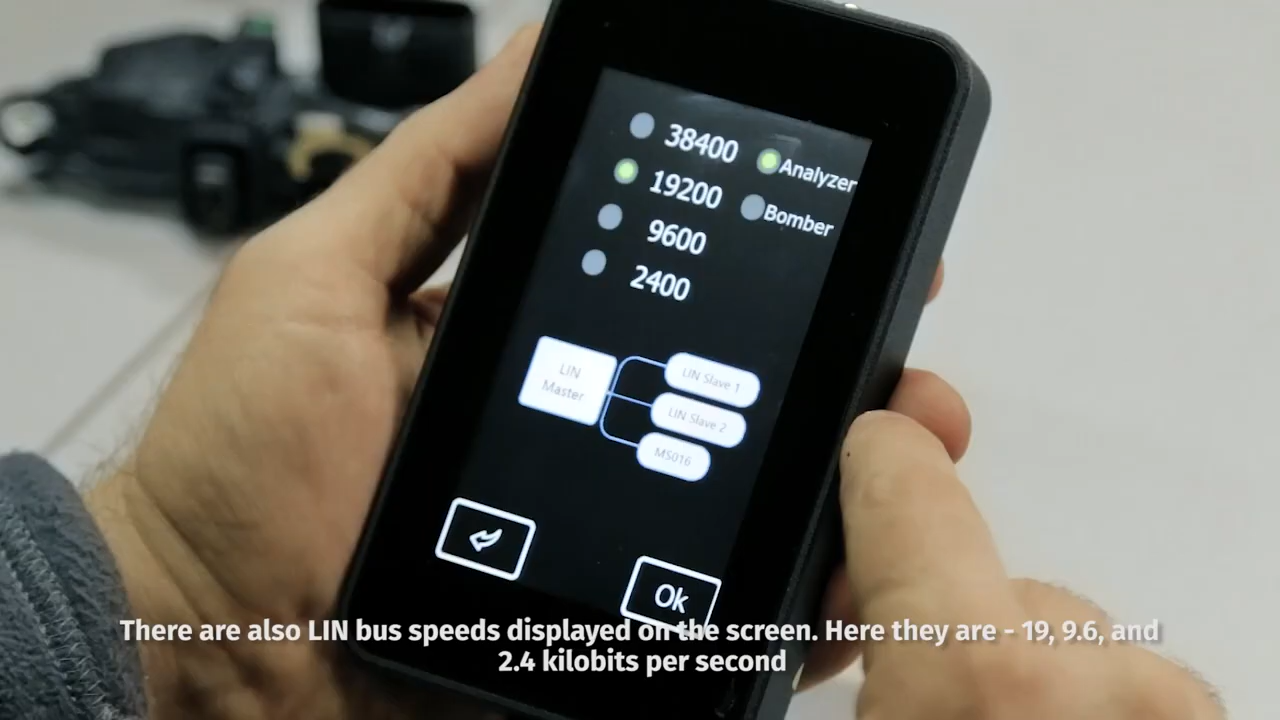 38400
Analyzer
19200
Bomber
9600
2400
LIN
Master
LIN Slave 1
LIN Slave 2
MS016
Ok
There are also LIN bus speeds displayed on the screen. Here they are - 19, 9.6, and
2.4 kilobits per second